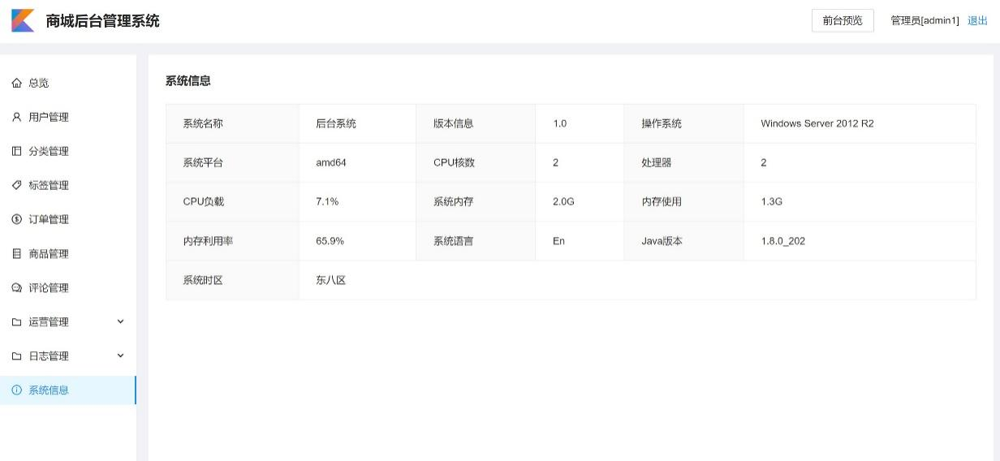 商城后台管理系统
前台预览 管理员[admin1] 退出
总览
用户管理
分类管理
标签管理
订单管理
商品管理
评论管理
运营管理
日志管理
系统信息
系统信息
系统名称 后台系统 版本信息 1.0 操作系统 Windows Server 2012 R2
系统平台 amd64 CPU核数 2 处理器 2
CPU负载 7.1% 系统内存 2.0G 内存使用 1.3G
内存利用率 65.9% 系统语言 En Java版本 1.8.0_202
系统时区 东八区